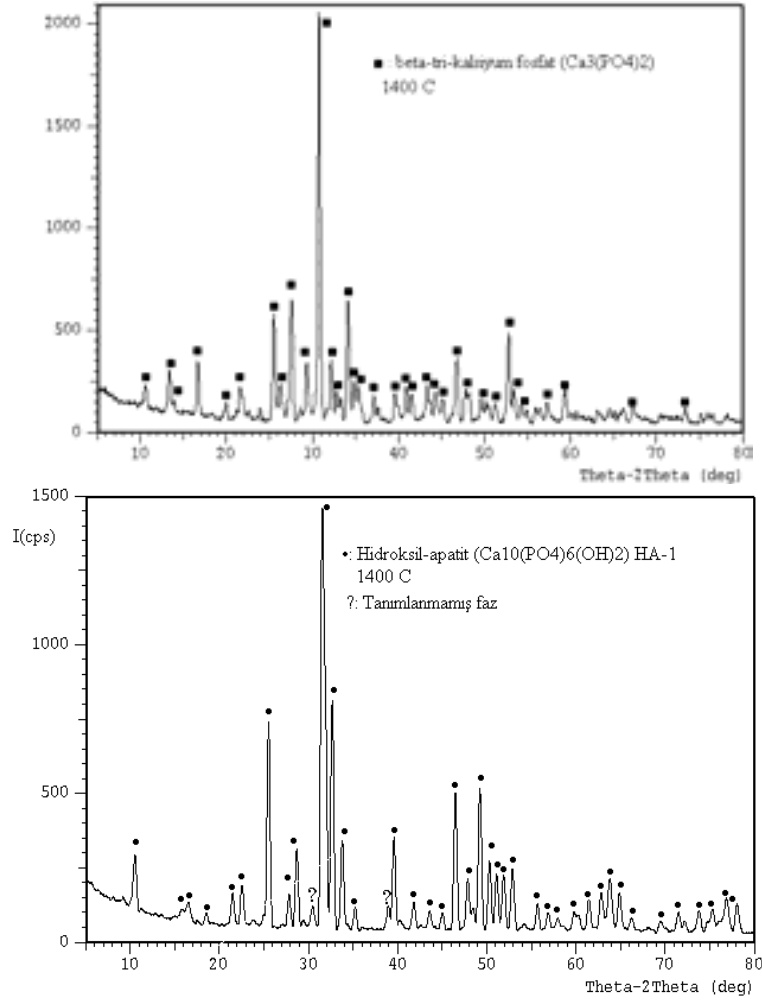 2000
■ : beta-tri-kalsiyum fosfat (Ca3(PO4)2)
1400 C
1500
1000
500
0
10 20 30 40 50 60 70 80
Theta-2Theta (deg)
1500
I(cps)
•: Hidroksil-apatit (Ca10(PO4)6(OH)2) HA-1
1400 C
?: Tanımlanmamış faz
1000
500
? ?
0
10 20 30 40 50 60 70 80
Theta-2Theta (deg)